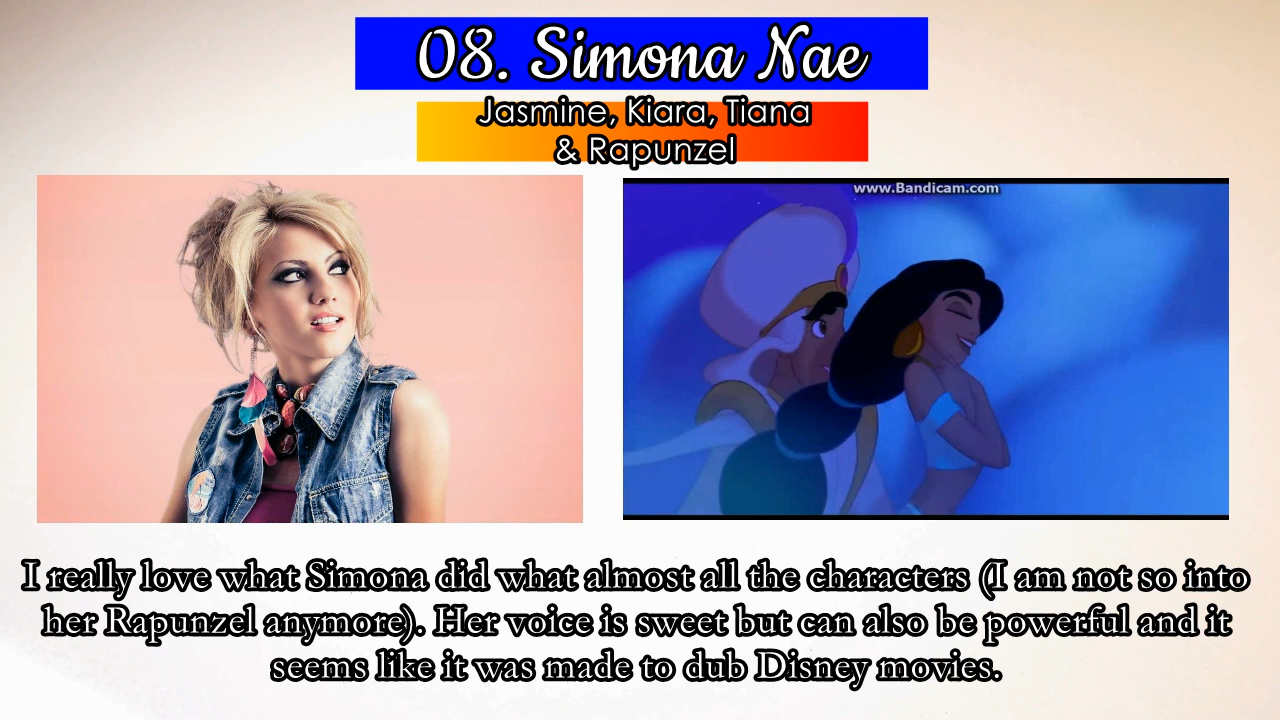 08. Simona Nae
Jasmine, Kiara, Tiana
& Rapunzel
www.Bandicam.com
I really love what Simona did what almost all the characters (I am not so into
her Rapunzel anymore). Her voice is sweet but can also be powerful and it
seems like it was made to dub Disney movies.